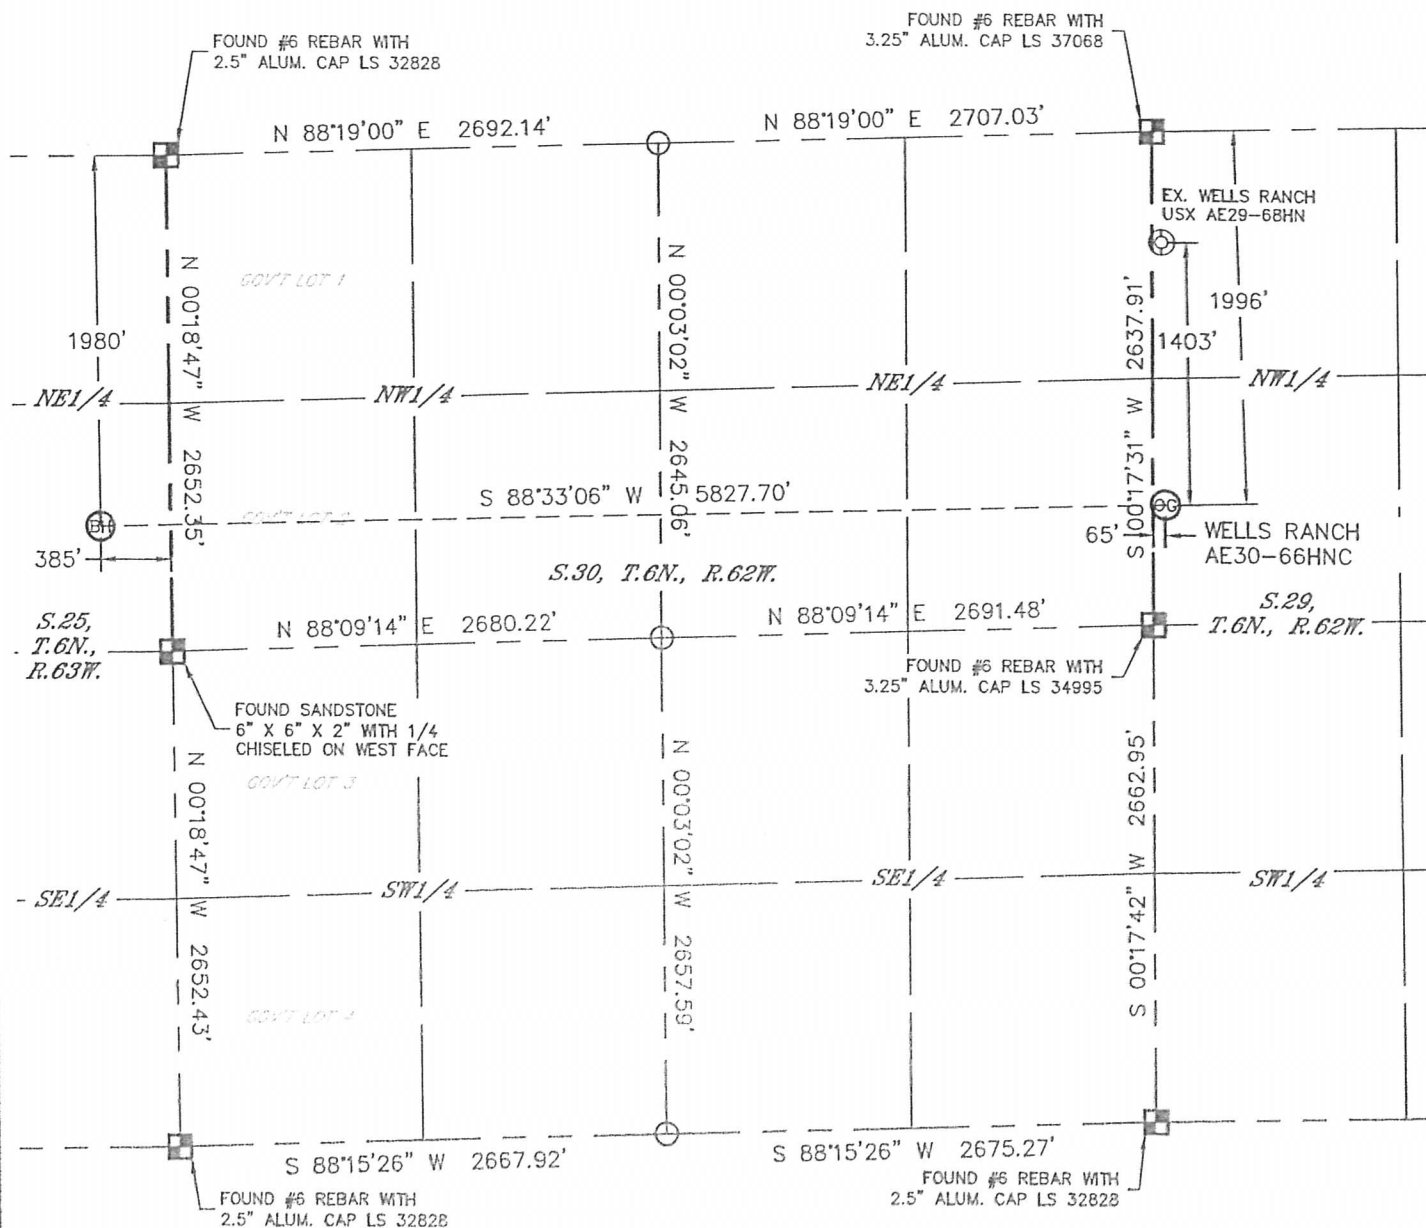 FOUND #6 REBAR WITH
2.5" ALUM. CAP LS 32828
FOUND #6 REBAR WITH
3.25" ALUM. CAP LS 37068
N 88°19'00" E 2692.14'
N 88°19'00" E 2707.03'
EX. WELLS RANCH
USX AE29-68HN
GOV'T LOT 1
N 00°18'47" W 2652.35'
N 00°03'02" W 2645.06'
S 00°17'31" W 2637.91'
1980'
1403'
1996'
NE1/4
NW1/4
NE1/4
NW1/4
S 88°33'06" W 5827.70'
BH
GOV'T LOT 2
OG
385'
65'
WELLS RANCH
AE30-66HNC
S.30, T.6N., R.62W.
S.25,
T.6N.,
R.63W.
N 88°09'14" E 2680.22'
N 88°09'14" E 2691.48'
S.29,
T.6N., R.62W.
FOUND #6 REBAR WITH
3.25" ALUM. CAP LS 34995
FOUND SANDSTONE
6" X 6" X 2" WITH 1/4
CHISELED ON WEST FACE
GOV'T LOT 3
N 00°18'47" W 2652.43'
N 00°03'02" W 2657.59'
S 00°17'42" W 2662.95'
SE1/4
SW1/4
SE1/4
SW1/4
GOV'T LOT 4
S 88°15'26" W 2667.92'
S 88°15'26" W 2675.27'
FOUND #6 REBAR WITH
2.5" ALUM. CAP LS 32828
FOUND #6 REBAR WITH
2.5" ALUM. CAP LS 32828